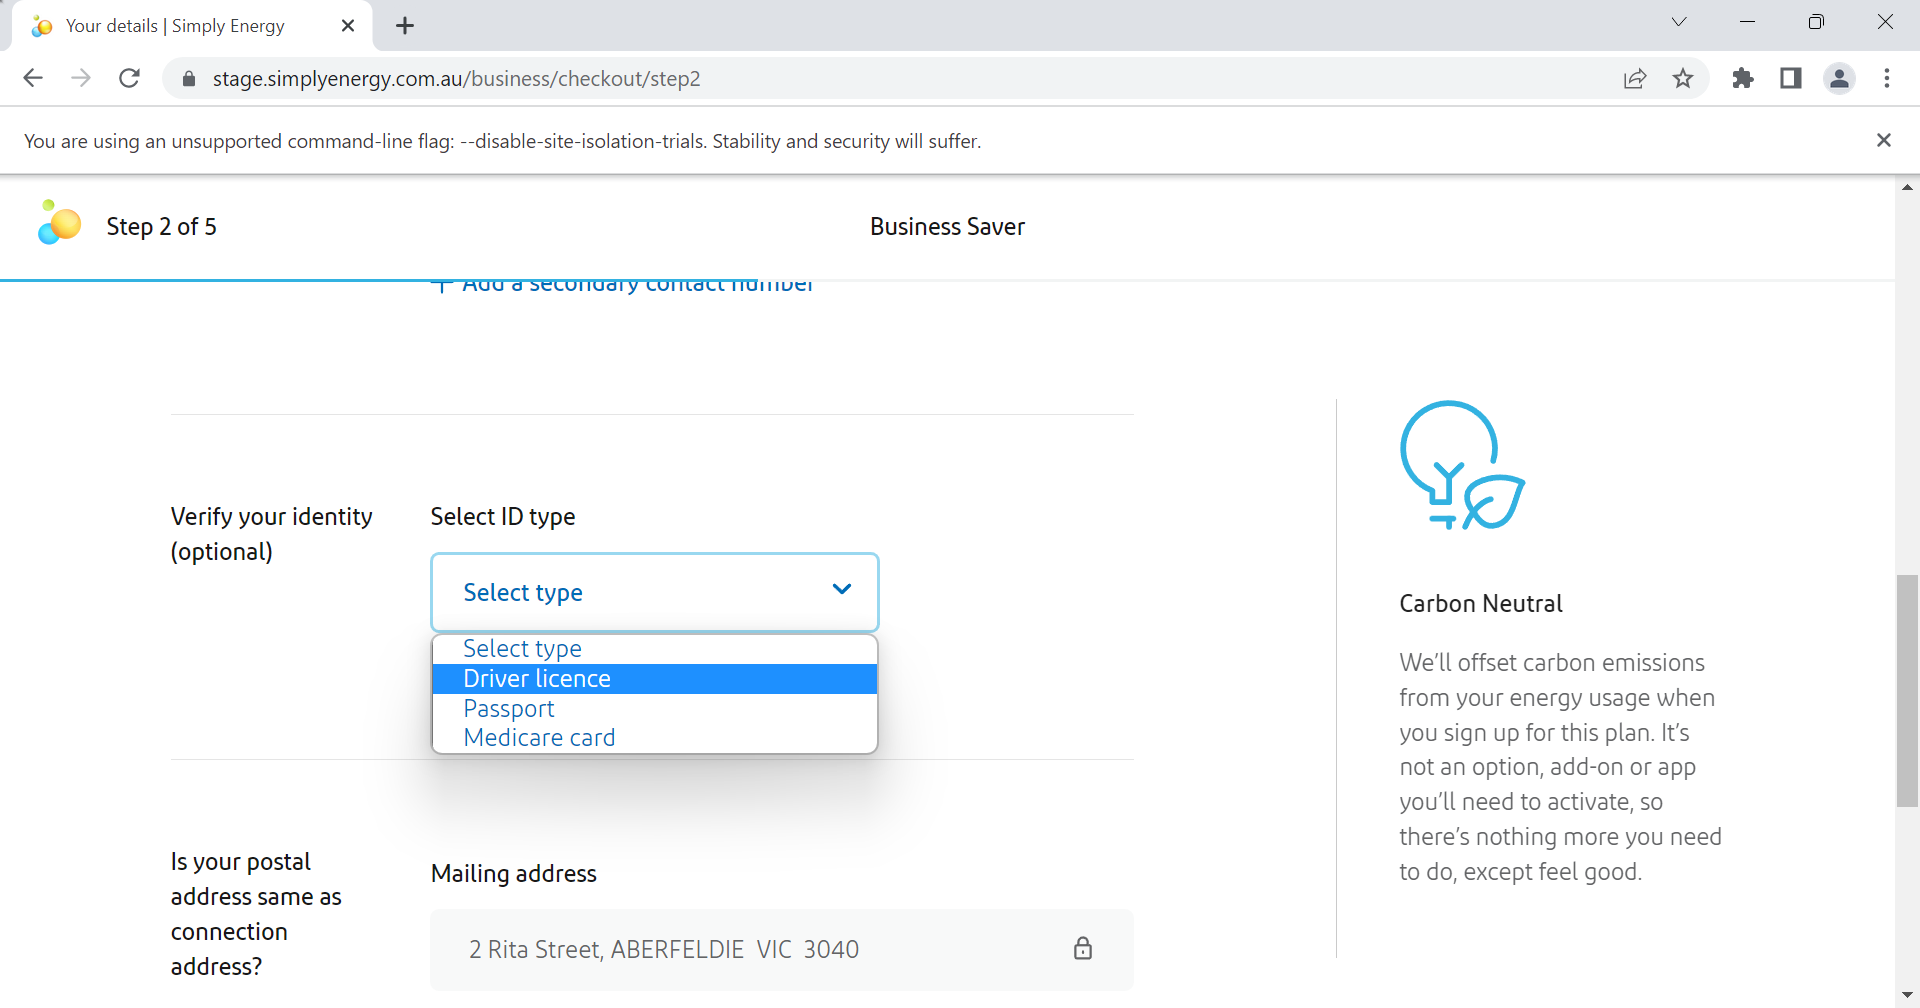 Your details | Simply Energy
stage.simplyenergy.com.au/business/checkout/step2
You are using an unsupported command-line flag: --disable-site-isolation-trials. Stability and security will suffer.
Step 2 of 5
Business Saver
+ Add a secondary contact number
Verify your identity
(optional)
Select ID type
Select type
Select type
Driver licence
Passport
Medicare card
Is your postal
address same as
connection
address?
Mailing address
2 Rita Street, ABERFELDIE VIC 3040
Carbon Neutral
We'll offset carbon emissions
from your energy usage when
you sign up for this plan. It's
not an option, add-on or app
you'll need to activate, so
there's nothing more you need
to do, except feel good.